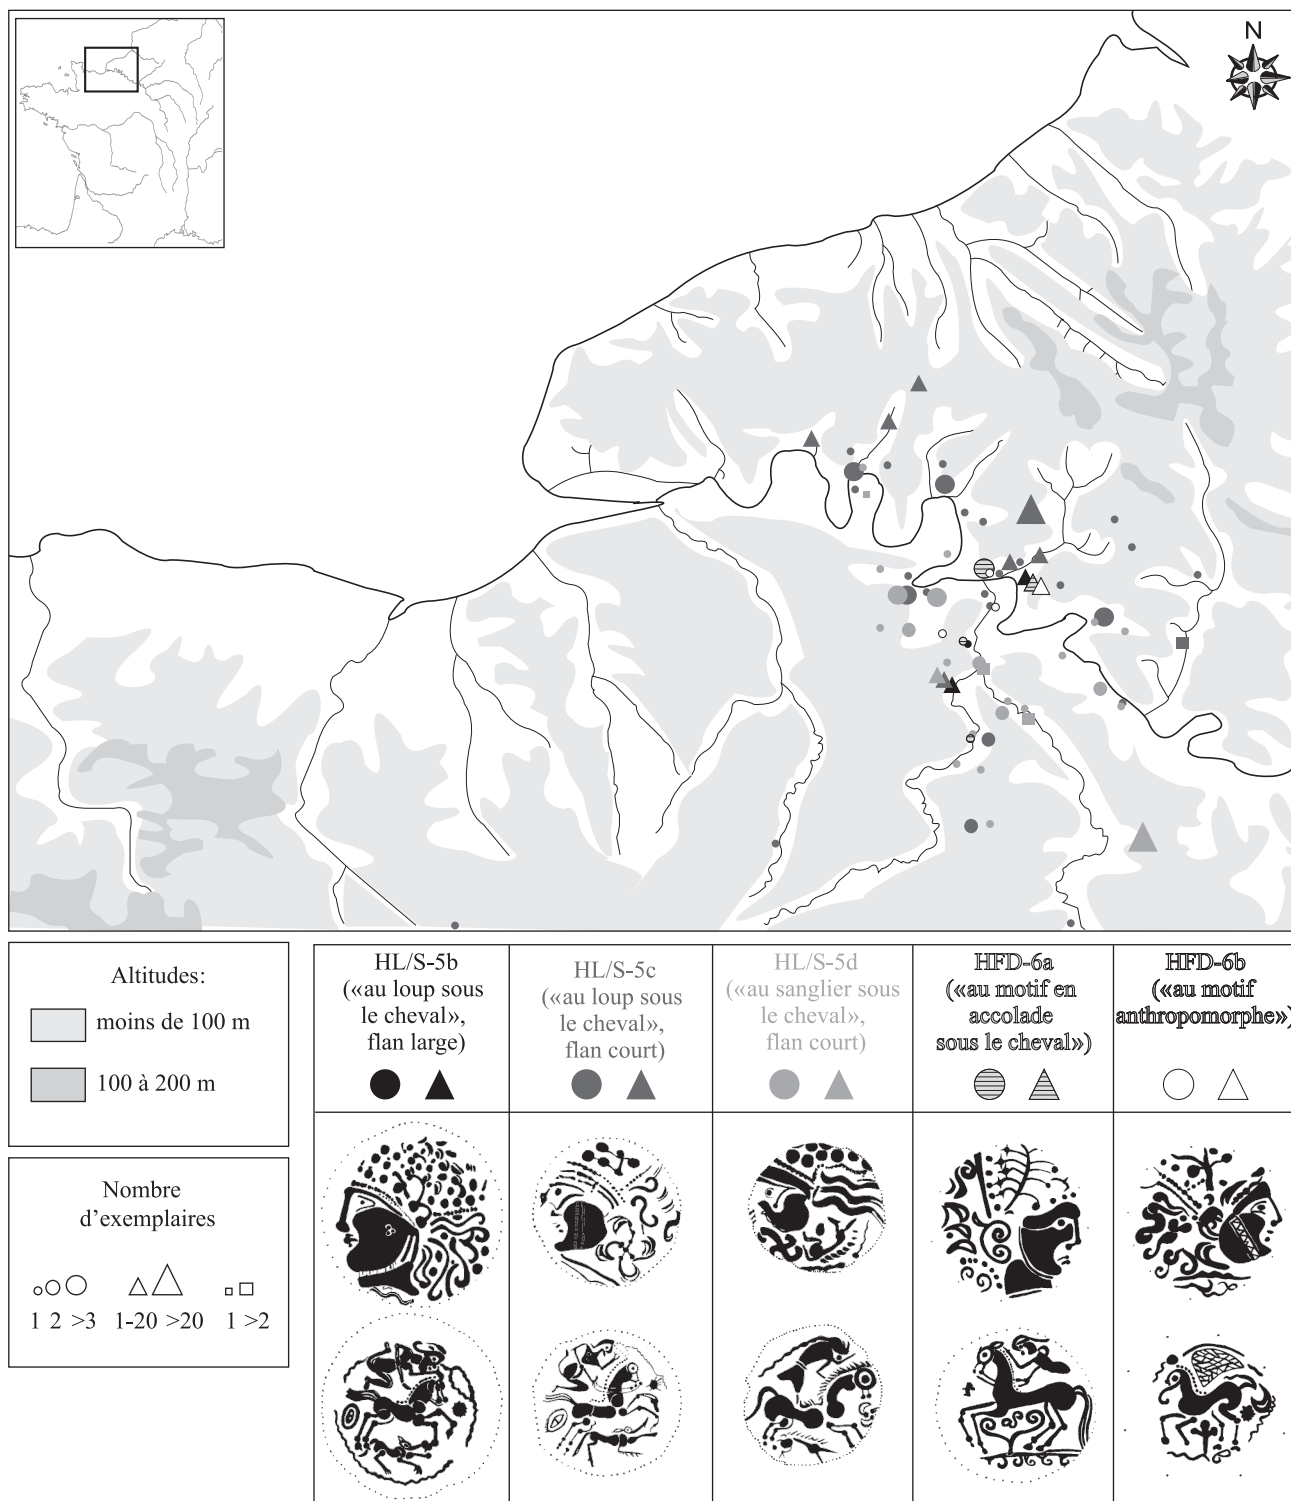 N
Altitudes:
moins de 100 m
100 à 200 m
Nombre
d’exemplaires
1 2 >3 1-20 >20 1 >2
HL/S-5b
(«au loup sous
le cheval»,
flan large)
HL/S-5c
(«au loup sous
le cheval»,
flan court)
HL/S-5d
(«au sanglier sous
le cheval»,
flan court)
HFD-6a
(«au motif en
accolade
sous le cheval»)
HFD-6b
(«au motif
anthropomorphe»)